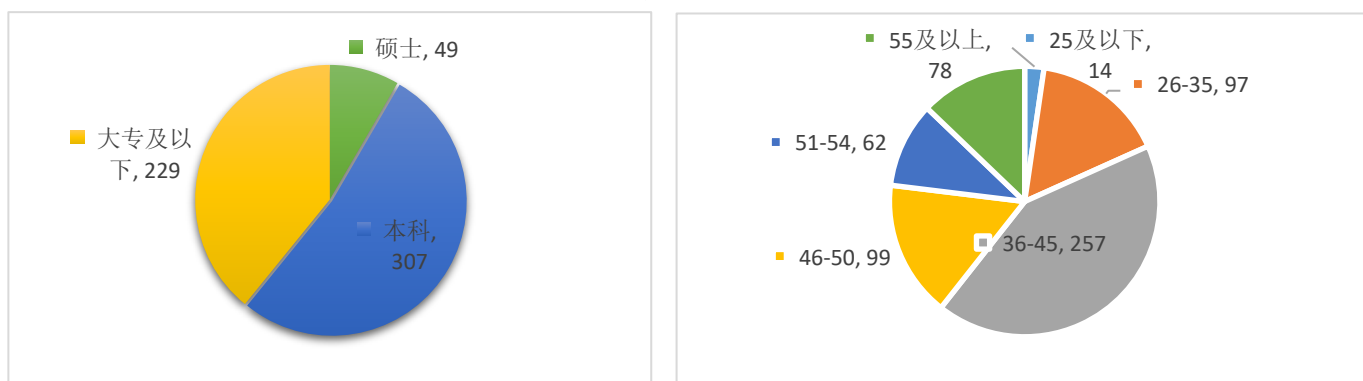 硕士, 49
大专及以
下, 229
本科,
307
55及以上,
78
25及以下,
14
26-35, 97
51-54, 62
36-45, 257
46-50, 99